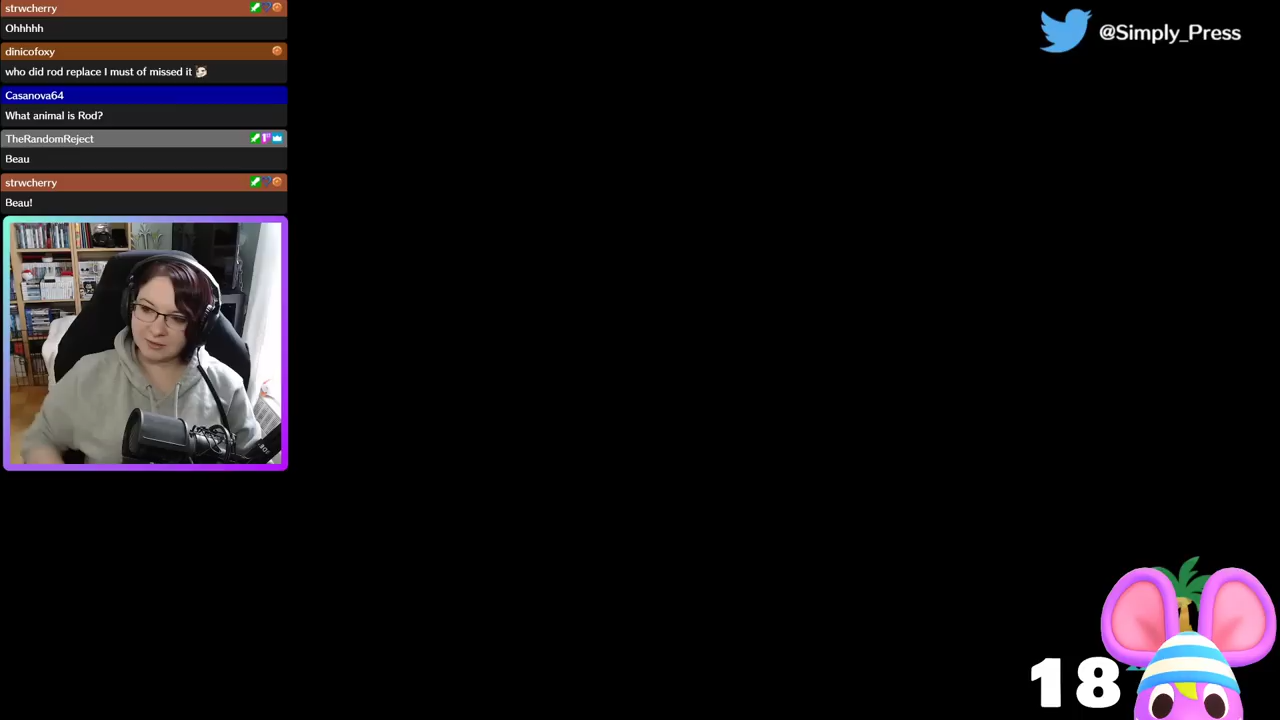 strwcherry
Ohhhhh
dinicofoxy
who did rod replace I must of missed it
Casanova64
What animal is Rod?
TheRandomReject
Beau
strwcherry
Beau!
@Simply_Press
18